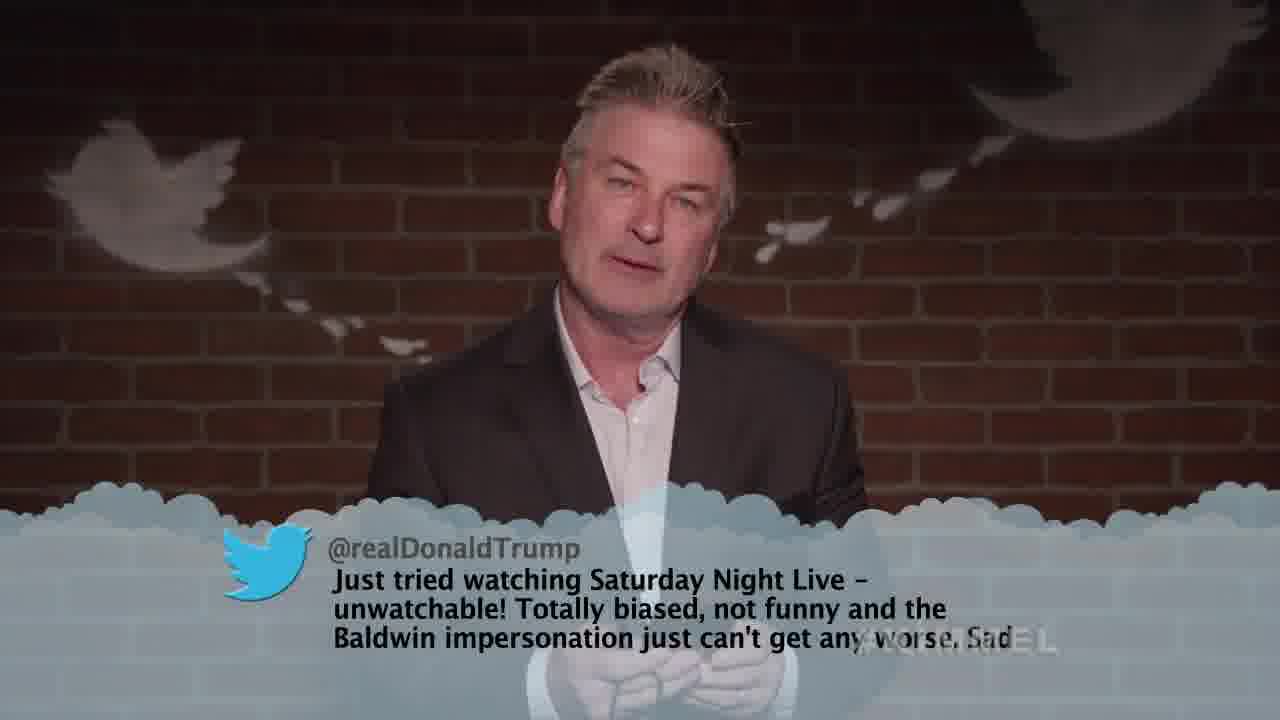 @realDonaldTrump
Just tried watching Saturday Night Live -
unwatchable! Totally biased, not funny and the
Baldwin impersonation just can't get any worse. Sad